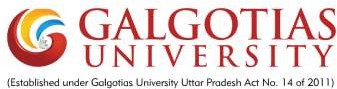 GALGOTIAS
UNIVERSITY
(Established under Galgotias University Uttar Pradesh Act No. 14 of 2011)